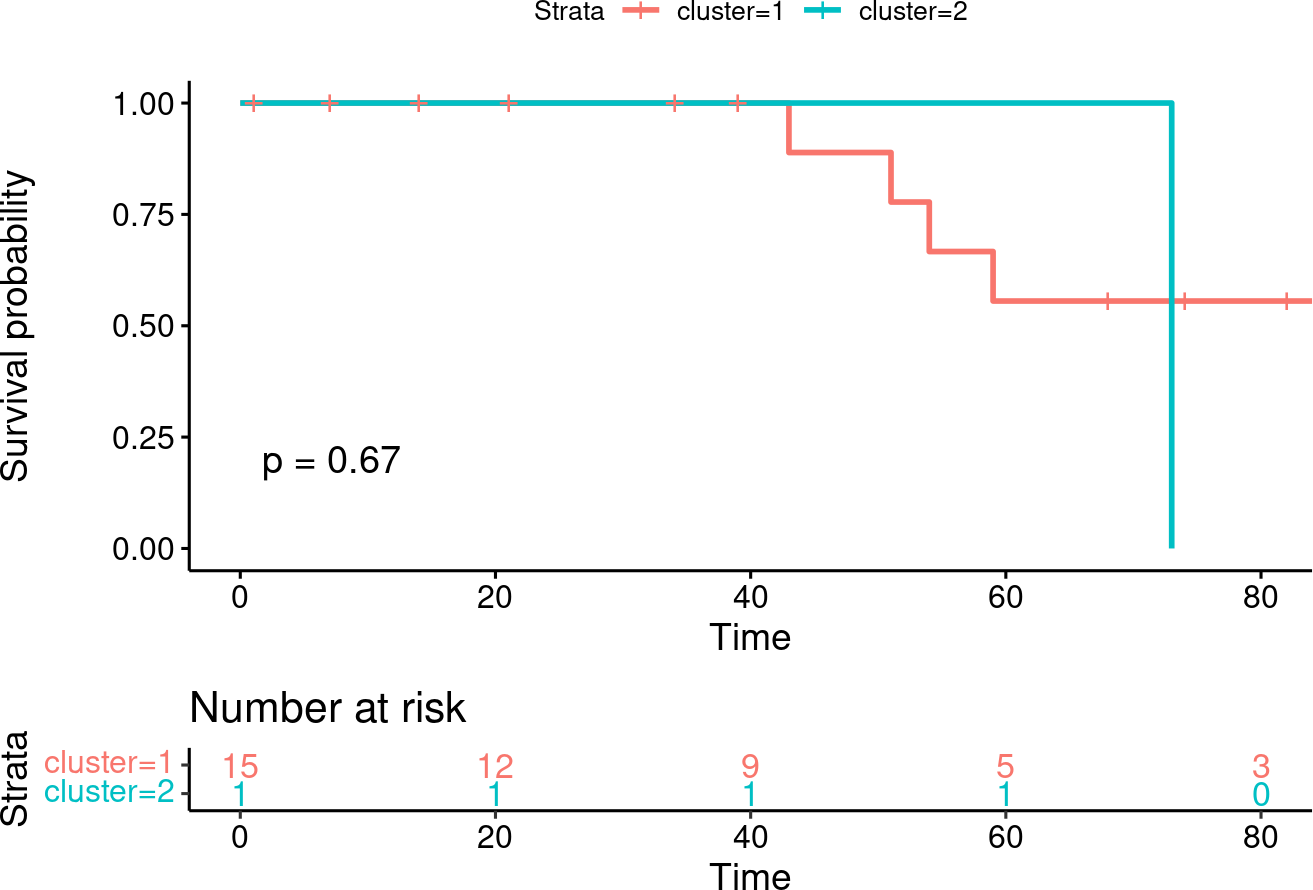 Strata cluster=1 cluster=2
Survival probability
1.00
0.75
0.50
0.25
0.00
p = 0.67
0 20 40 60 80
Time
Number at risk
Strata
cluster=1 15 12 9 5 3
cluster=2 1 1 1 1 0
0 20 40 60 80
Time